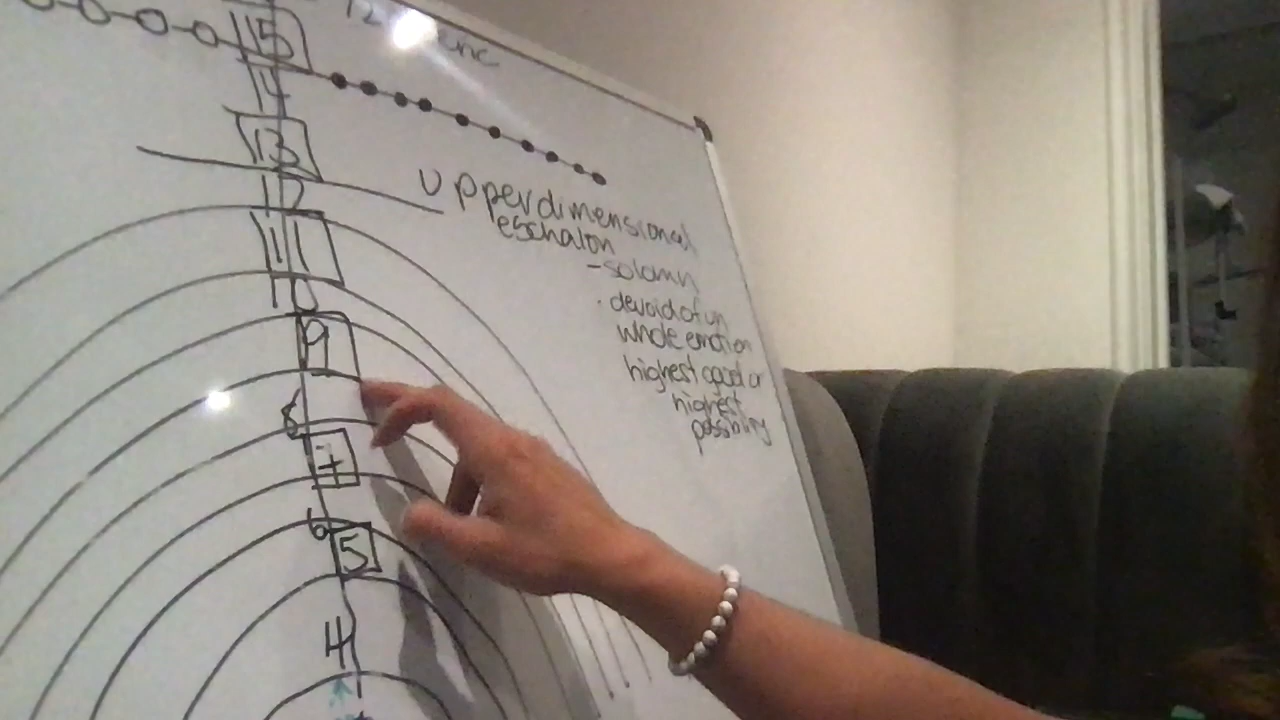 15
14
13
12
11
10
9
8
7
6
5
4
Upperdimensional
eschalon
-solomn
· devoid of un
whole emotion
highest good or
highest
possibility